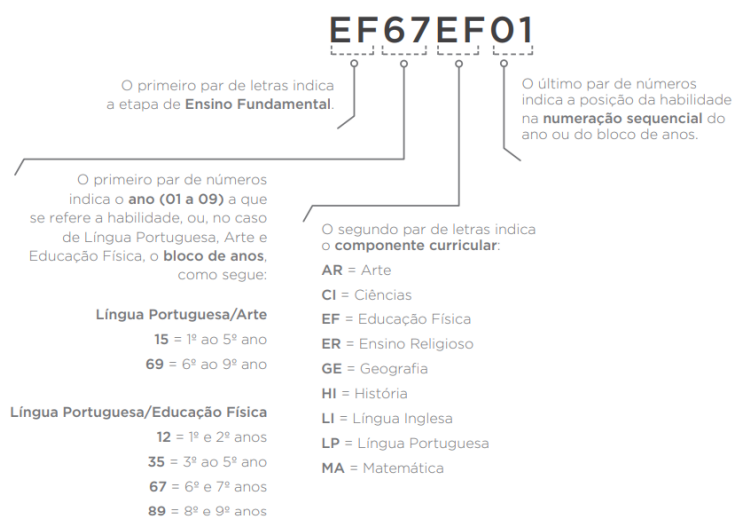 EF67EF01
O primeiro par de letras indica
a etapa de Ensino Fundamental.
O último par de números
indica a posição da habilidade
na numeração sequencial do
ano ou do bloco de anos.
O primeiro par de números
indica o ano (01 a 09) a que
se refere a habilidade, ou, no caso
de Língua Portuguesa, Arte e
Educação Física, o bloco de anos,
como segue:
Língua Portuguesa/Arte
15 = 1º ao 5º ano
69 = 6º ao 9º ano
Língua Portuguesa/Educação Física
12 = 1º e 2º anos
35 = 3º ao 5º ano
67 = 6º e 7º anos
89 = 8º e 9º anos
O segundo par de letras indica
o componente curricular:
AR = Arte
CI = Ciências
EF = Educação Física
ER = Ensino Religioso
GE = Geografia
HI = História
LI = Língua Inglesa
LP = Língua Portuguesa
MA = Matemática